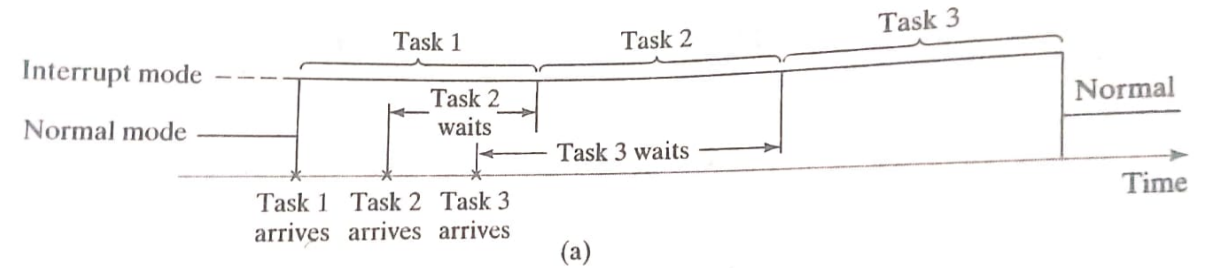 Task 1
Task 2
Task 3
Interrupt mode
Normal
Task 2
waits
Normal mode
Task 3 waits
Time
Task 1 Task 2 Task 3
arrives arrives arrives
(a)